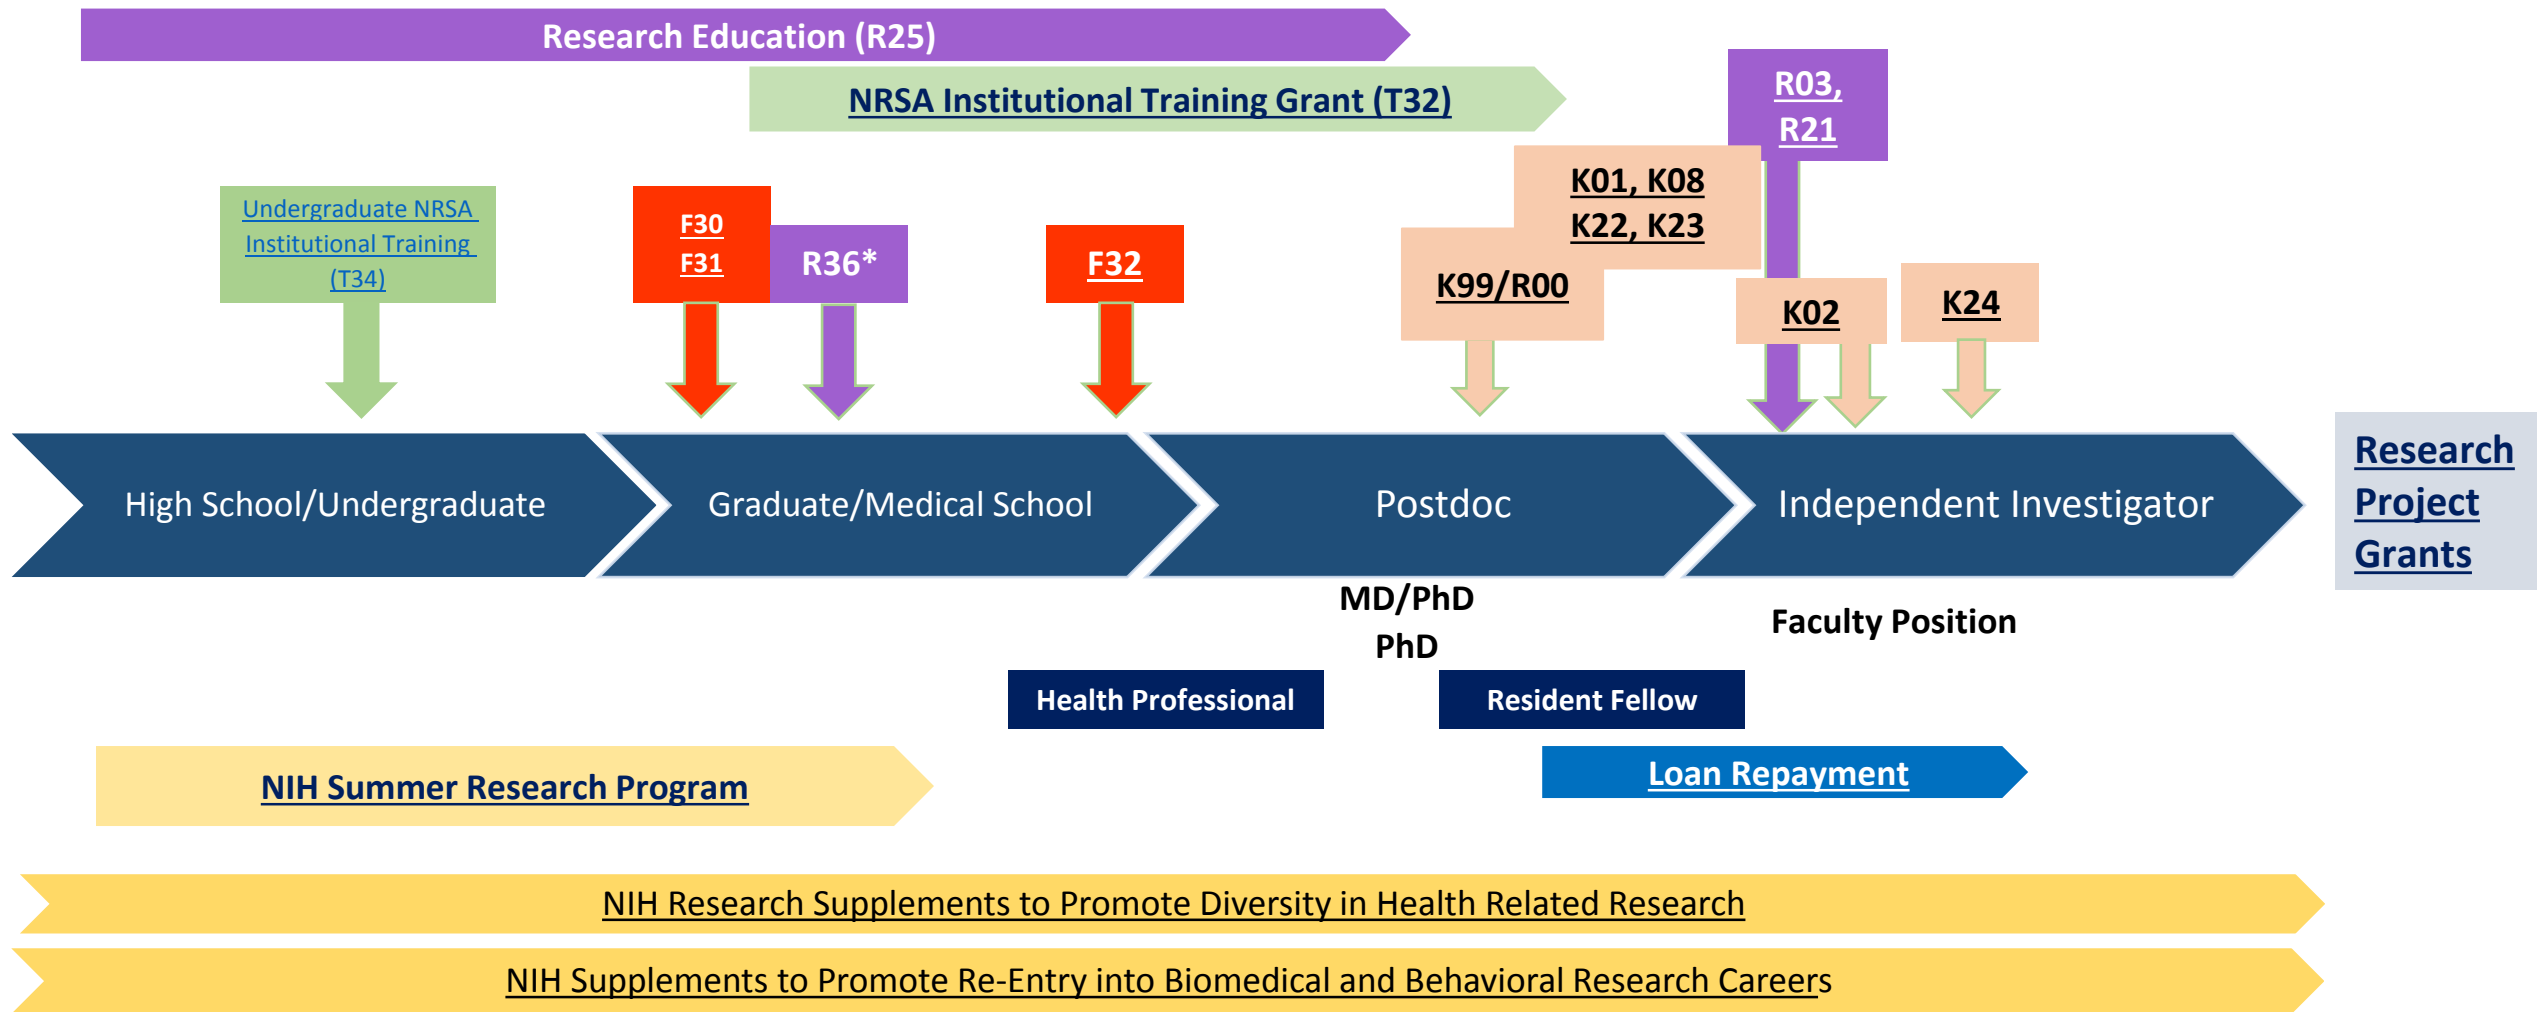 Research Education (R25)
NRSA Institutional Training Grant (T32)
R03,
R21
K01, K08
K22, K23
Undergraduate NRSA
Institutional Training
(T34)
F30
F31
R36*
F32
K99/R00
K02
K24
High School/Undergraduate
Graduate/Medical School
Postdoc
Independent Investigator
Research
Project
Grants
MD/PhD
PhD
Faculty Position
Health Professional
Resident Fellow
NIH Summer Research Program
Loan Repayment
NIH Research Supplements to Promote Diversity in Health Related Research
NIH Supplements to Promote Re-Entry into Biomedical and Behavioral Research Careers